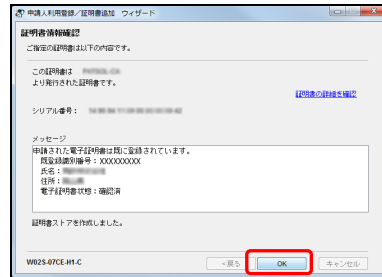 申請人利用登録／証明書追加 ウィザード
証明書情報確認
ご指定の証明書は以下の内容です。
この証明書は
より発行された証明書です。
証明書の詳細を確認
シリアル番号：
メッセージ
申請された電子証明書は既に登録されています。
既登録識別番号：XXXXXXXXX
氏名：
住所：
電子証明書状態：確認済
証明書ストアを作成しました。
W02S-07CE-H1-C
<戻る
OK
キャンセル